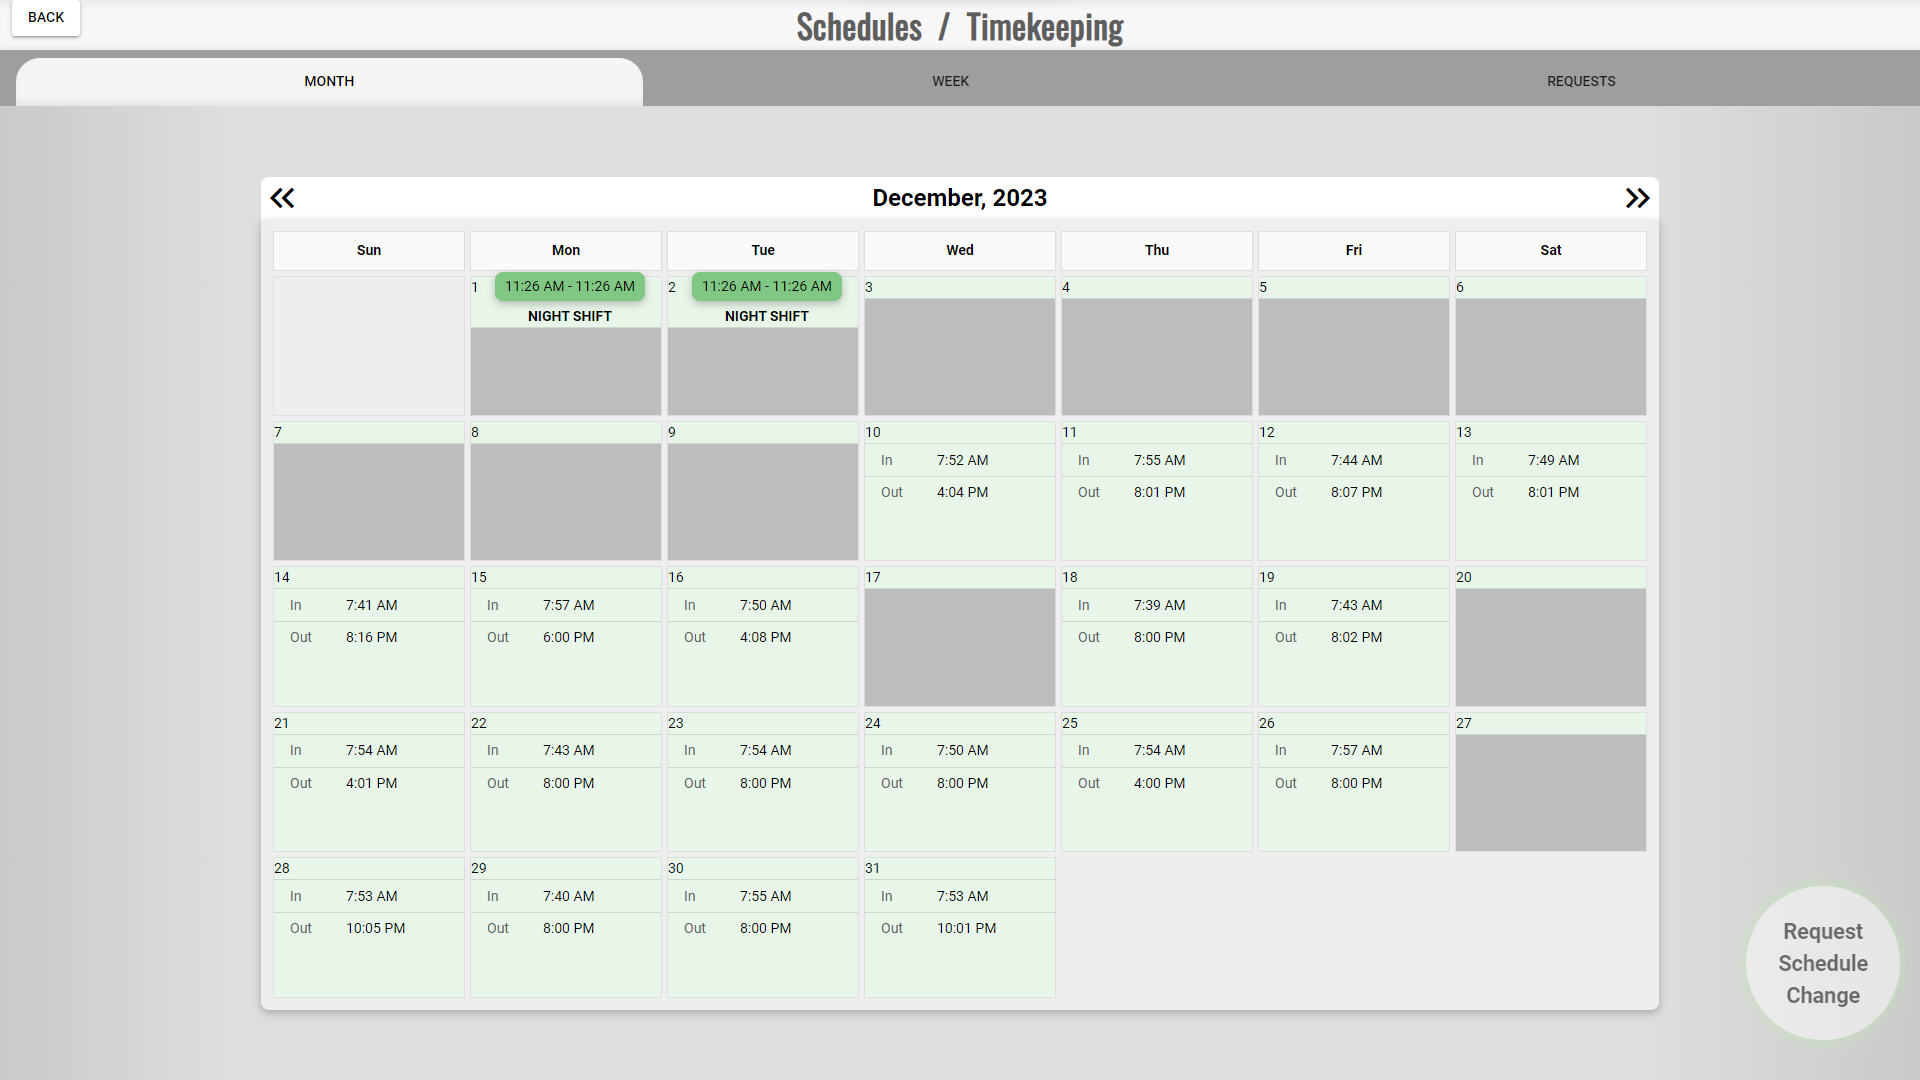 BACK
Schedules / Timekeeping
MONTH WEEK REQUESTS
December, 2023
Sun Mon Tue Wed Thu Fri Sat
1 11:26 AM - 11:26 AM 2 11:26 AM - 11:26 AM 3 4 5 6
NIGHT SHIFT NIGHT SHIFT
7 8 9 10 11 12 13
In 7:52 AM In 7:55 AM In 7:44 AM In 7:49 AM
Out 4:04 PM Out 8:01 PM Out 8:07 PM Out 8:01 PM
14 15 16 17 18 19 20
In 7:41 AM In 7:57 AM In 7:50 AM In 7:39 AM In 7:43 AM
Out 8:16 PM Out 6:00 PM Out 4:08 PM Out 8:00 PM Out 8:02 PM
21 22 23 24 25 26 27
In 7:54 AM In 7:43 AM In 7:54 AM In 7:50 AM In 7:54 AM In 7:57 AM
Out 4:01 PM Out 8:00 PM Out 8:00 PM Out 8:00 PM Out 4:00 PM Out 8:00 PM
28 29 30 31
In 7:53 AM In 7:40 AM In 7:55 AM In 7:53 AM
Out 10:05 PM Out 8:00 PM Out 8:00 PM Out 10:01 PM
Request
Schedule
Change